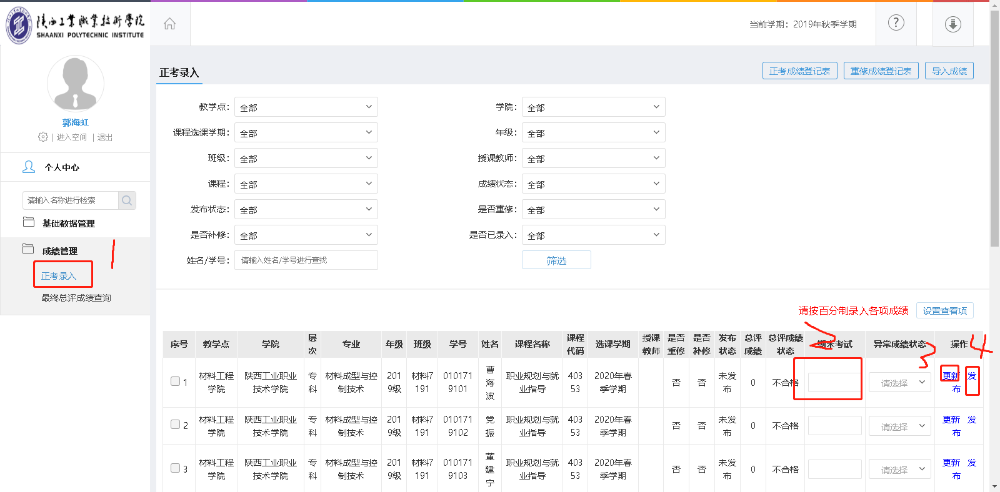 陕西工业职业技术学院
SHAANXI POLYTECHNIC INSTITUTE
当前学期：2019年秋季学期
?
郭海虹
| 进入空间 | 退出
个人中心
请输入名称进行检索
基础数据管理
成绩管理
1
正考录入
最终总评成绩查询
正考录入
正考成绩登记表 重修成绩登记表 导入成绩
教学点： 全部 学院： 全部
课程选课学期： 全部 年级： 全部
班级： 全部 授课教师： 全部
课程： 全部 成绩状态： 全部
发布状态： 全部 是否重修： 全部
是否补修： 全部 是否已录入： 全部
姓名/学号： 请输入姓名/学号进行查找 筛选
请按百分制录入各项成绩 设置查看项
2 3 4
序号 教学点 学院 层次 专业 年级 班级 学号 姓名 课程名称 课程代码 选课学期 授课教师 是否重修 是否补修 发布状态 总评成绩 总评成绩状态 期末考试 异常成绩状态 操作
1 材料工程学院 陕西工业职业技术学院 专科 材料成型与控制技术 2019级 材料7191 0101719101 曹海波 职业规划与就业指导 40353 2020年春季学期 否 否 未发布 0 不合格 请选择 更新 发布
2 材料工程学院 陕西工业职业技术学院 专科 材料成型与控制技术 2019级 材料7191 0101719102 党振 职业规划与就业指导 40353 2020年春季学期 否 否 未发布 0 不合格 请选择 更新 发布
3 材料工程学院 陕西工业职业技术学院 专科 材料成型与控制技术 2019级 材料7191 0101719103 董建宁 职业规划与就业指导 40353 2020年春季学期 否 否 未发布 0 不合格 请选择 更新 发布